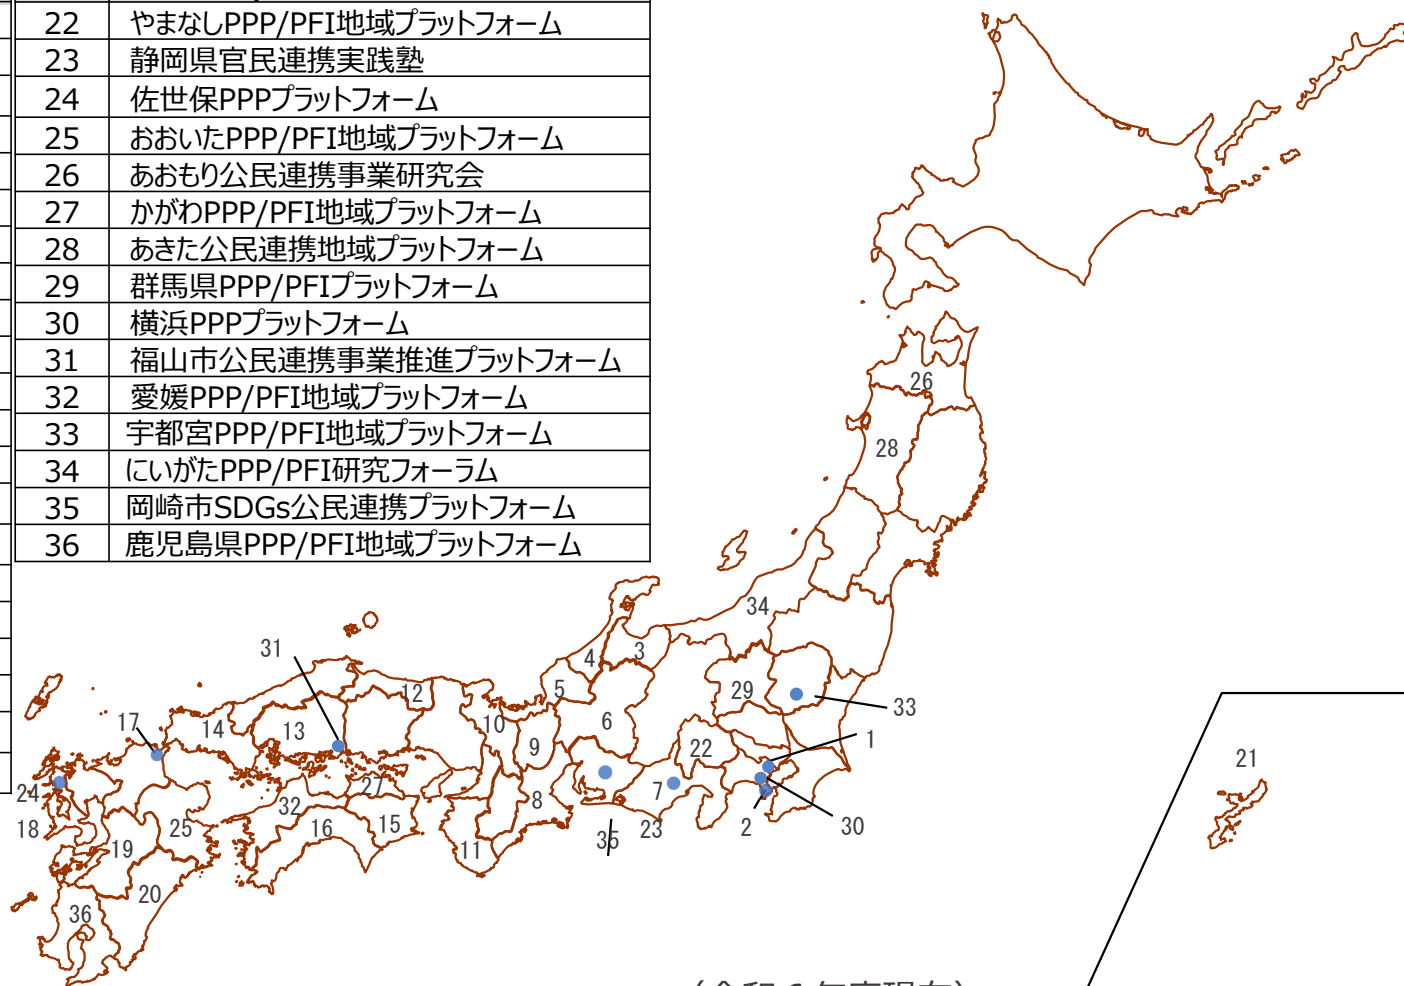 22 やまなしPPP/PFI地域プラットフォーム
23 静岡県官民連携実践塾
24 佐世保PPPプラットフォーム
25 おおいたPPP/PFI地域プラットフォーム
26 あおもり公民連携事業研究会
27 かがわPPP/PFI地域プラットフォーム
28 あきた公民連携地域プラットフォーム
29 群馬県PPP/PFIプラットフォーム
30 横浜PPPプラットフォーム
31 福山市公民連携事業推進プラットフォーム
32 愛媛PPP/PFI地域プラットフォーム
33 宇都宮PPP/PFI地域プラットフォーム
34 にいがたPPP/PFI研究フォーラム
35 岡崎市SDGs公民連携プラットフォーム
36 鹿児島県PPP/PFI地域プラットフォーム
26
28
34
31
4
3
12
5
29
33
17
14
13
10
6
9
22
1
21
24
27
7
18
32
8
25
16
15
35
23
2
30
19
11
20
36
(令和6年度現在)